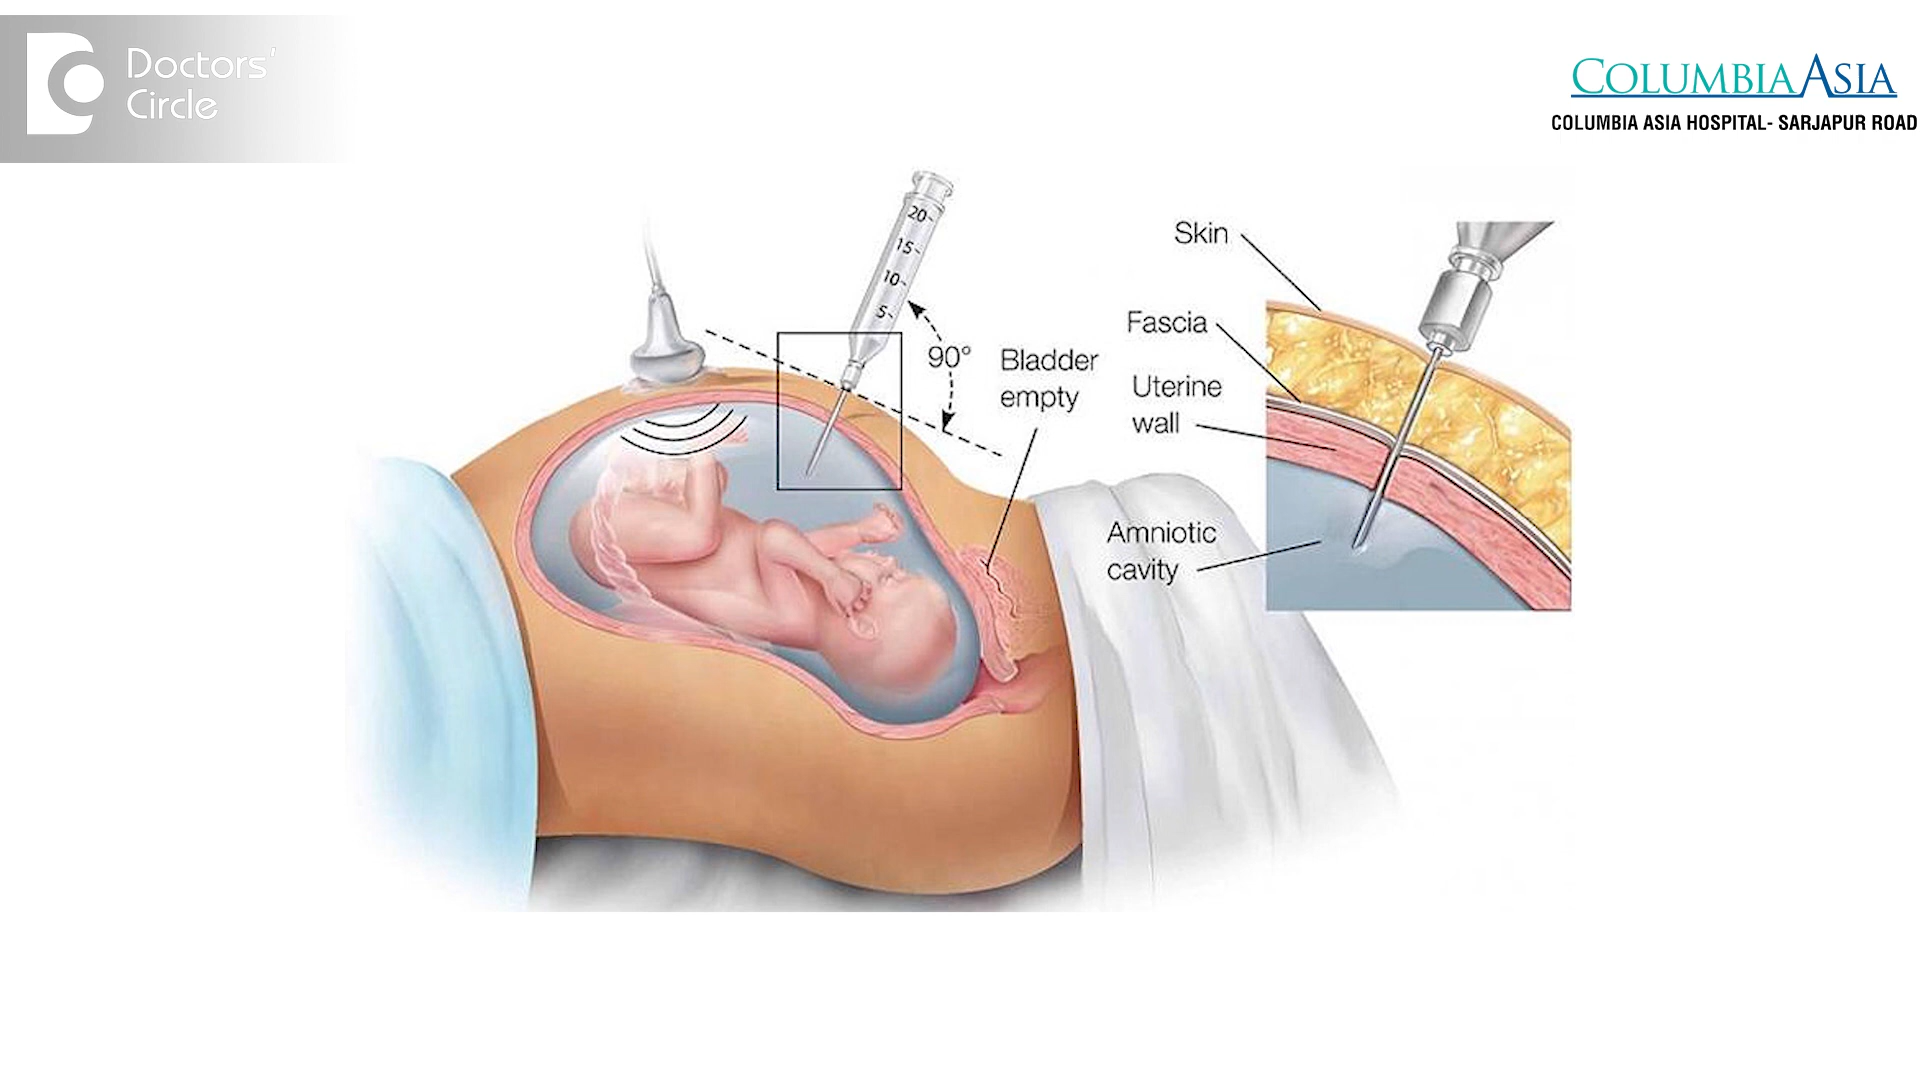 Doctors'
Circle
COLUMBIA ASIA
COLUMBIA ASIA HOSPITAL- SARJAPUR ROAD
20
15
10
5
90°
Bladder
empty
Skin
Fascia
Uterine
wall
Amniotic
cavity